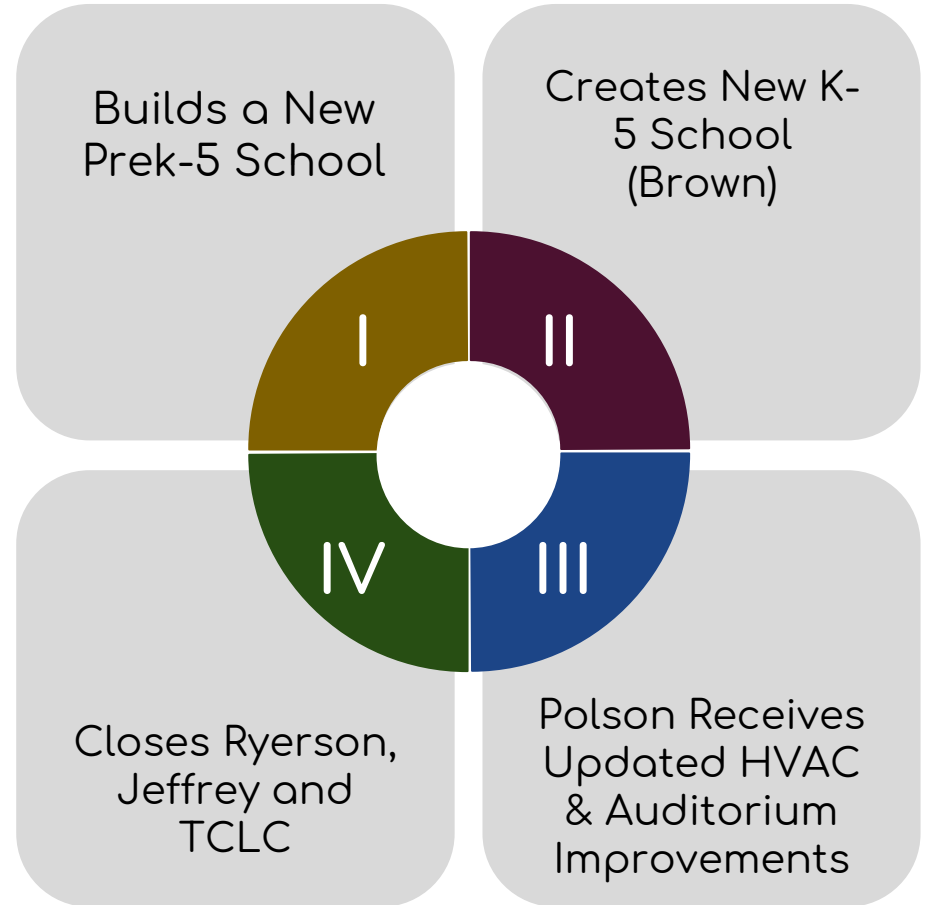 Builds a New
Prek-5 School
Creates New K-
5 School
(Brown)
I
II
IV
III
Closes Ryerson,
Jeffrey and
TCLC
Polson Receives
Updated HVAC
& Auditorium
Improvements